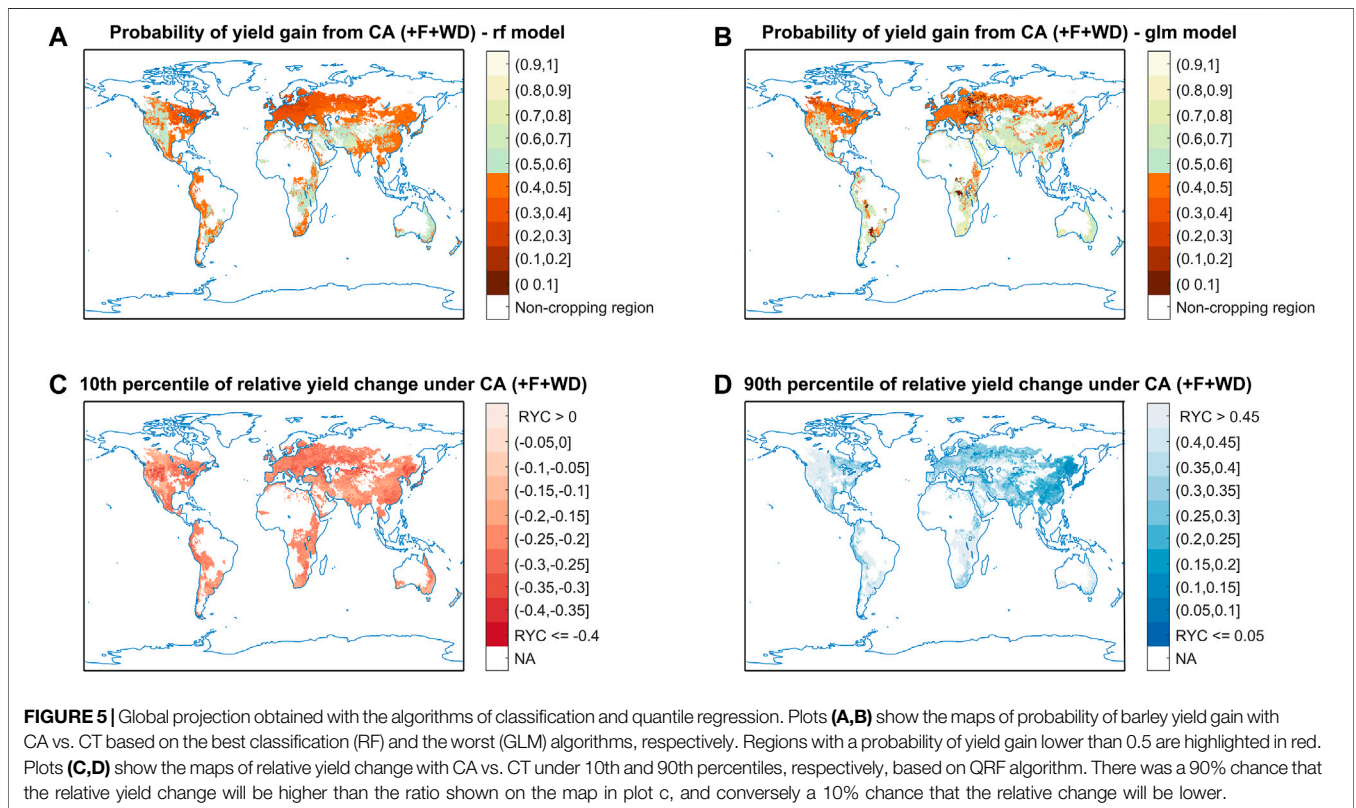 A
Probability of yield gain from CA (+F+WD) - rf model
(0.9,1]
(0.8,0.9]
(0.7,0.8]
(0.6,0.7]
(0.5,0.6]
(0.4,0.5]
(0.3,0.4]
(0.2,0.3]
(0.1,0.2]
(0 0.1]
Non-cropping region
B
Probability of yield gain from CA (+F+WD) - glm model
(0.9,1]
(0.8,0.9]
(0.7,0.8]
(0.6,0.7]
(0.5,0.6]
(0.4,0.5]
(0.3,0.4]
(0.2,0.3]
(0.1,0.2]
(0 0.1]
Non-cropping region
C
10th percentile of relative yield change under CA (+F+WD)
RYC > 0
(-0.05,0]
(-0.1,-0.05]
(-0.15,-0.1]
(-0.2,-0.15]
(-0.25,-0.2]
(-0.3,-0.25]
(-0.35,-0.3]
(-0.4,-0.35]
RYC <= -0.4
NA
D
90th percentile of relative yield change under CA (+F+WD)
RYC > 0.45
(0.4,0.45]
(0.35,0.4]
(0.3,0.35]
(0.25,0.3]
(0.2,0.25]
(0.15,0.2]
(0.1,0.15]
(0.05,0.1]
RYC <= 0.05
NA
FIGURE 5 | Global projection obtained with the algorithms of classification and quantile regression. Plots (A,B) show the maps of probability of barley yield gain with
CA vs. CT based on the best classification (RF) and the worst (GLM) algorithms, respectively. Regions with a probability of yield gain lower than 0.5 are highlighted in red.
Plots (C,D) show the maps of relative yield change with CA vs. CT under 10th and 90th percentiles, respectively, based on QRF algorithm. There was a 90% chance that
the relative yield change will be higher than the ratio shown on the map in plot c, and conversely a 10% chance that the relative change will be lower.